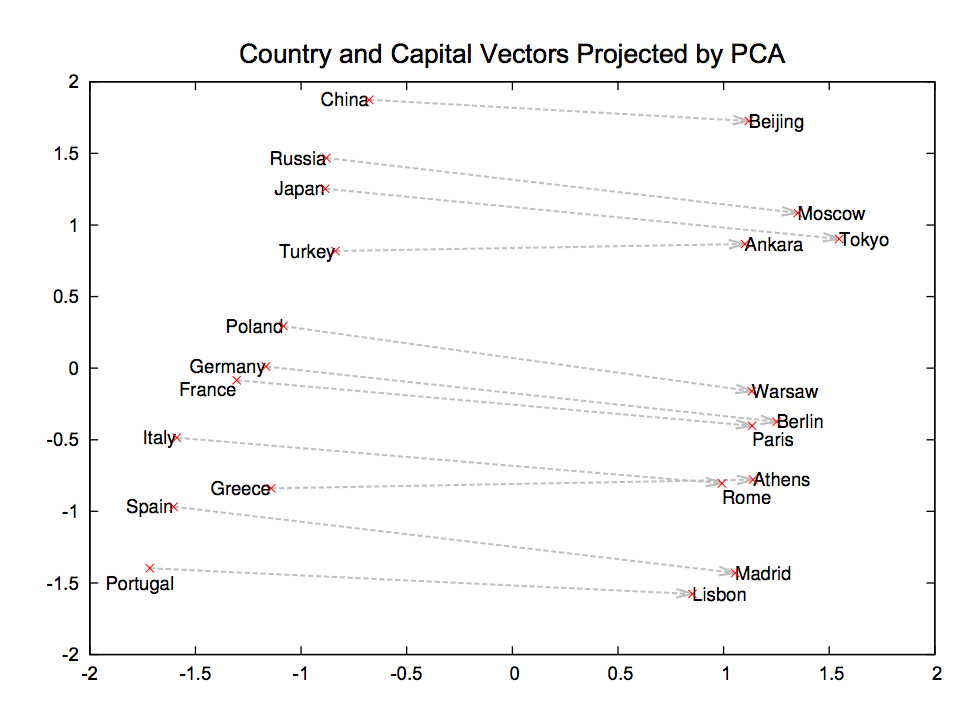 Country and Capital Vectors Projected by PCA
2
China
Beijing
1.5
Russia
Japan
Moscow
1
Tokyo
Turkey
Ankara
0.5
Poland
0
Germany
France
Warsaw
Berlin
-0.5
Italy
Paris
Greece
Athens
Rome
-1
Spain
Madrid
-1.5
Portugal
Lisbon
-2
-2 -1.5 -1 -0.5 0 0.5 1 1.5 2